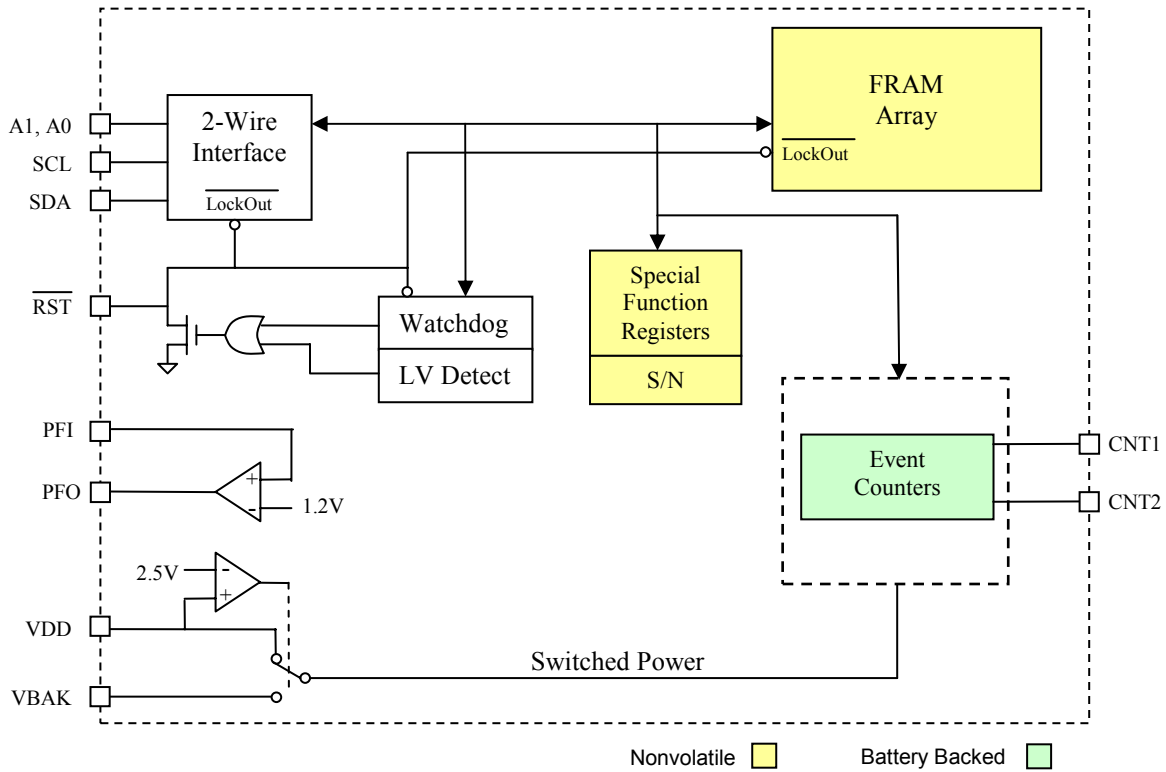 FRAM
Array
LockOut
A1, A0
SCL
SDA
2-Wire
Interface
LockOut
RST
Watchdog
LV Detect
Special
Function
Registers
S/N
PFI
PFO
+
-
1.2V
Event
Counters
CNT1
CNT2
2.5V
-
+
VDD
VBAK
Switched Power
Nonvolatile
Battery Backed